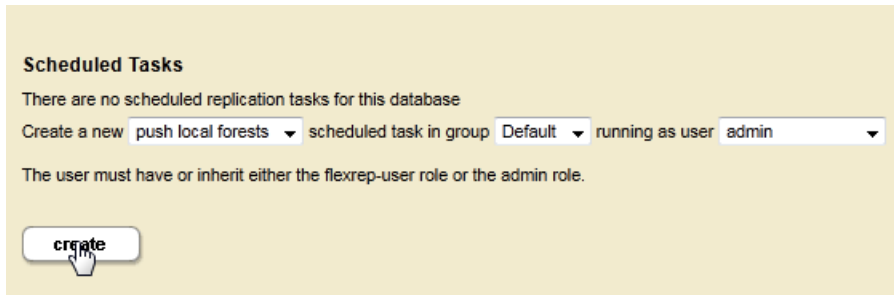 Scheduled Tasks
There are no scheduled replication tasks for this database
Create a new push local forests scheduled task in group Default running as user admin
The user must have or inherit either the flexrep-user role or the admin role.
create